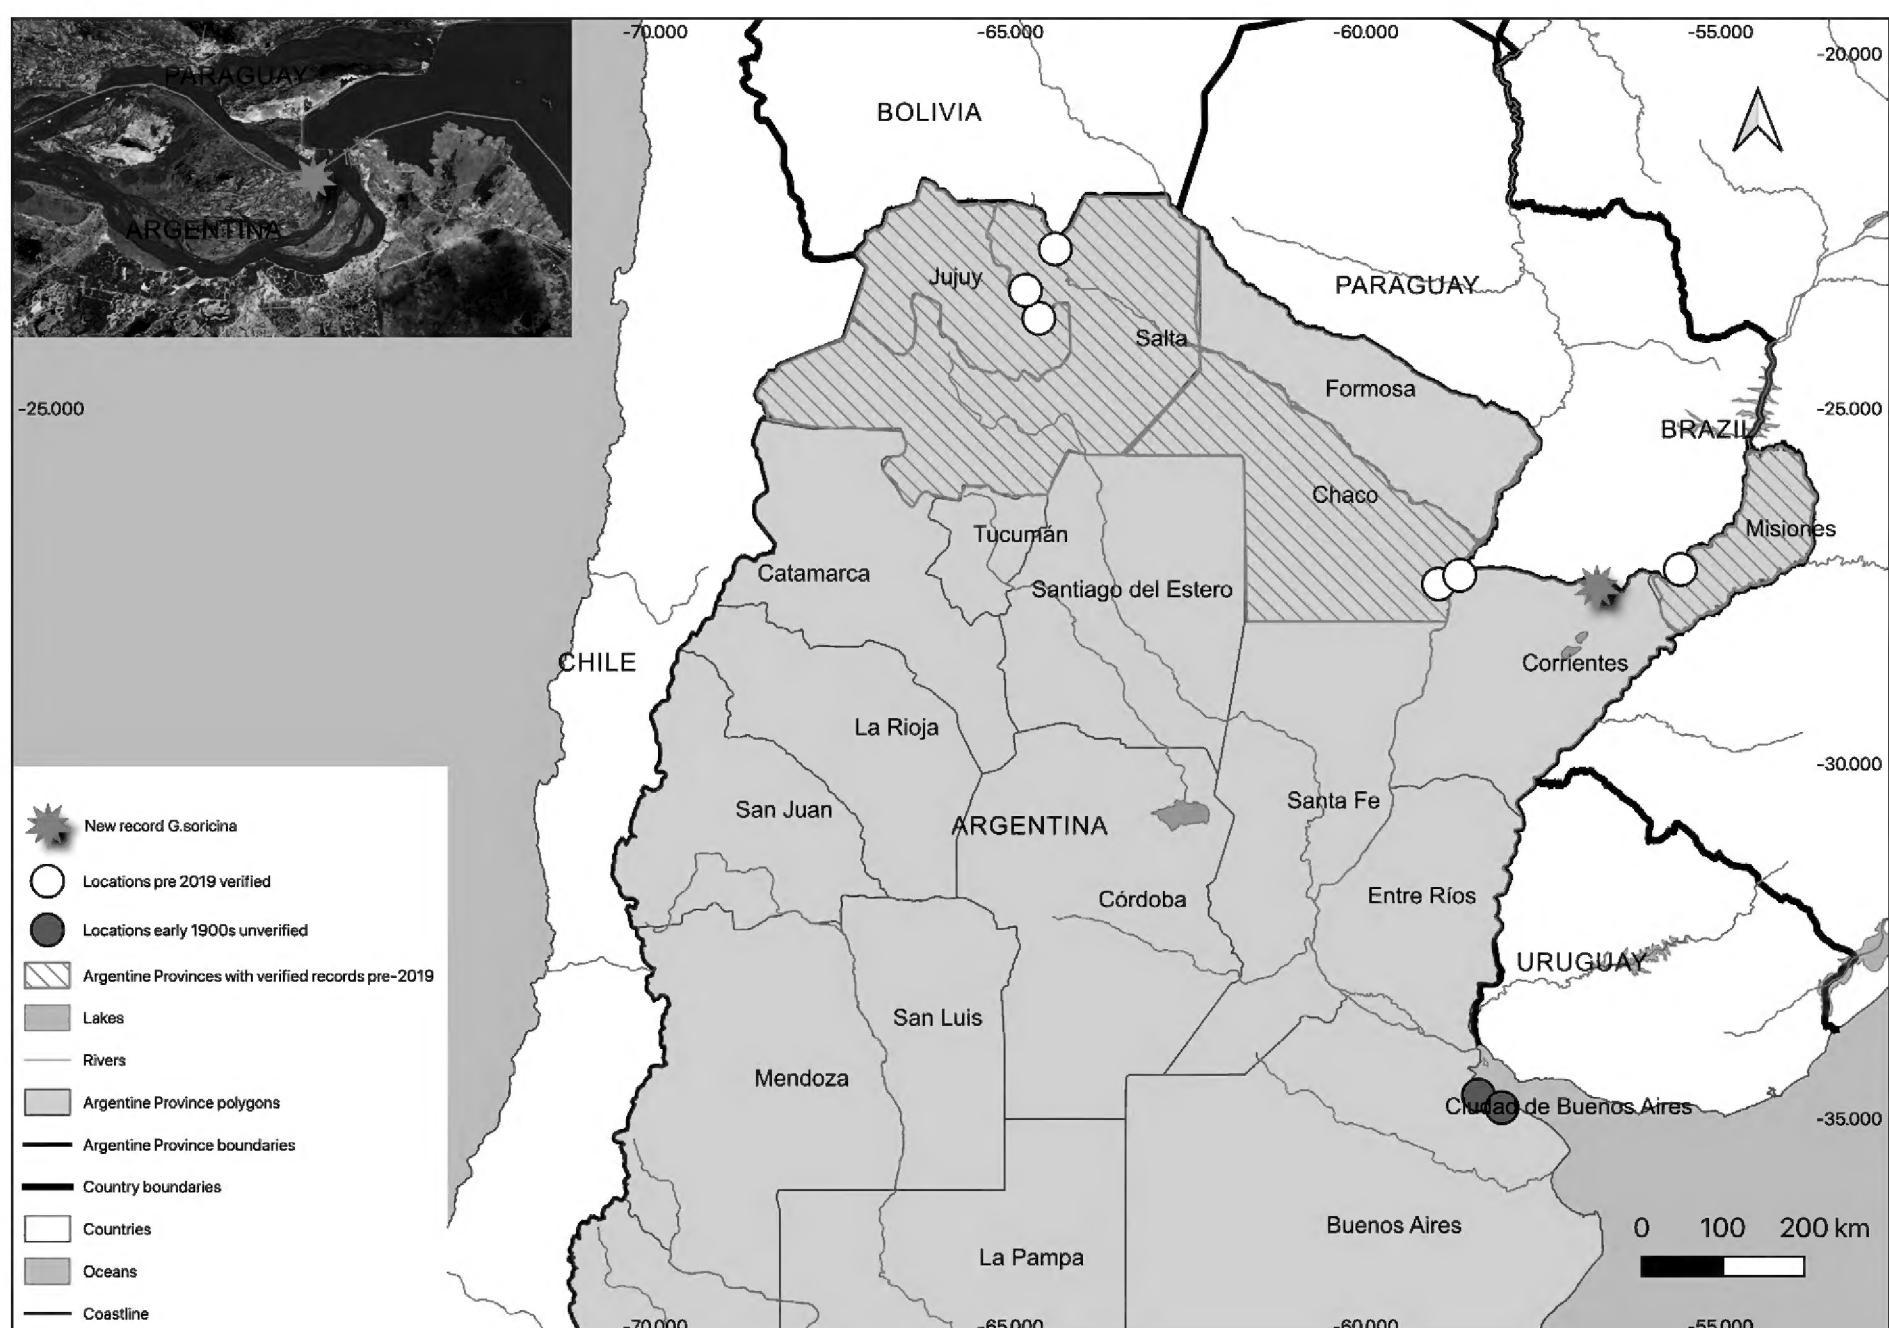 -70.000
-65.000
-60.000
-55.000
-20.000
PARAGUAY
ARGENTINA
BOLIVIA
Jujuy
PARAGUAY
Salta
Formosa
-25.000
-25.000
BRAZIL
Chaco
Misiones
Tucumán
Catamarca
Santiago del Estero
CHILE
Corrientes
La Rioja
-30.000
Santa Fe
San Juan
ARGENTINA
Córdoba
Entre Ríos
URUGUAY
San Luis
Mendoza
Ciudad de Buenos Aires
-35.000
Buenos Aires
La Pampa
0 100 200 km
New record G.soricina
Locations pre 2019 verified
Locations early 1900s unverified
Argentine Provinces with verified records pre-2019
Lakes
Rivers
Argentine Province polygons
Argentine Province boundaries
Country boundaries
Countries
Oceans
Coastline
-70.000
-65.000
-60.000
-55.000